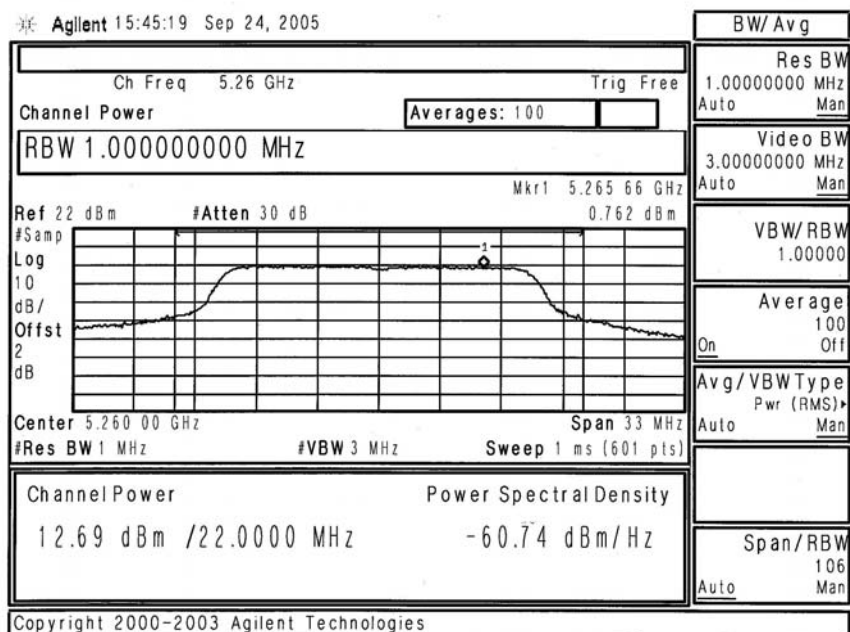 Agilent 15:45:19 Sep 24, 2005
Ch Freq 5.26 GHz Trig Free
Channel Power Averages: 100
RBW 1.000000000 MHz
Mkr1 5.265 66 GHz
Ref 22 dBm #Atten 30 dB 0.762 dBm
#Samp
Log
10
dB/
Offst
2
dB
1
Center 5.260 00 GHz Span 33 MHz
#Res BW 1 MHz #VBW 3 MHz Sweep 1 ms (601 pts)
Channel Power Power Spectral Density
12.69 dBm /22.0000 MHz -60.74 dBm/Hz
Copyright 2000-2003 Agilent Technologies
BW/Avg
Res BW
1.00000000 MHz
Auto Man
Video BW
3.00000000 MHz
Auto Man
VBW/RBW
1.00000
Average
100
On Off
Avg/VBW Type
Pwr (RMS)▸
Auto Man
Span/RBW
106
Auto Man